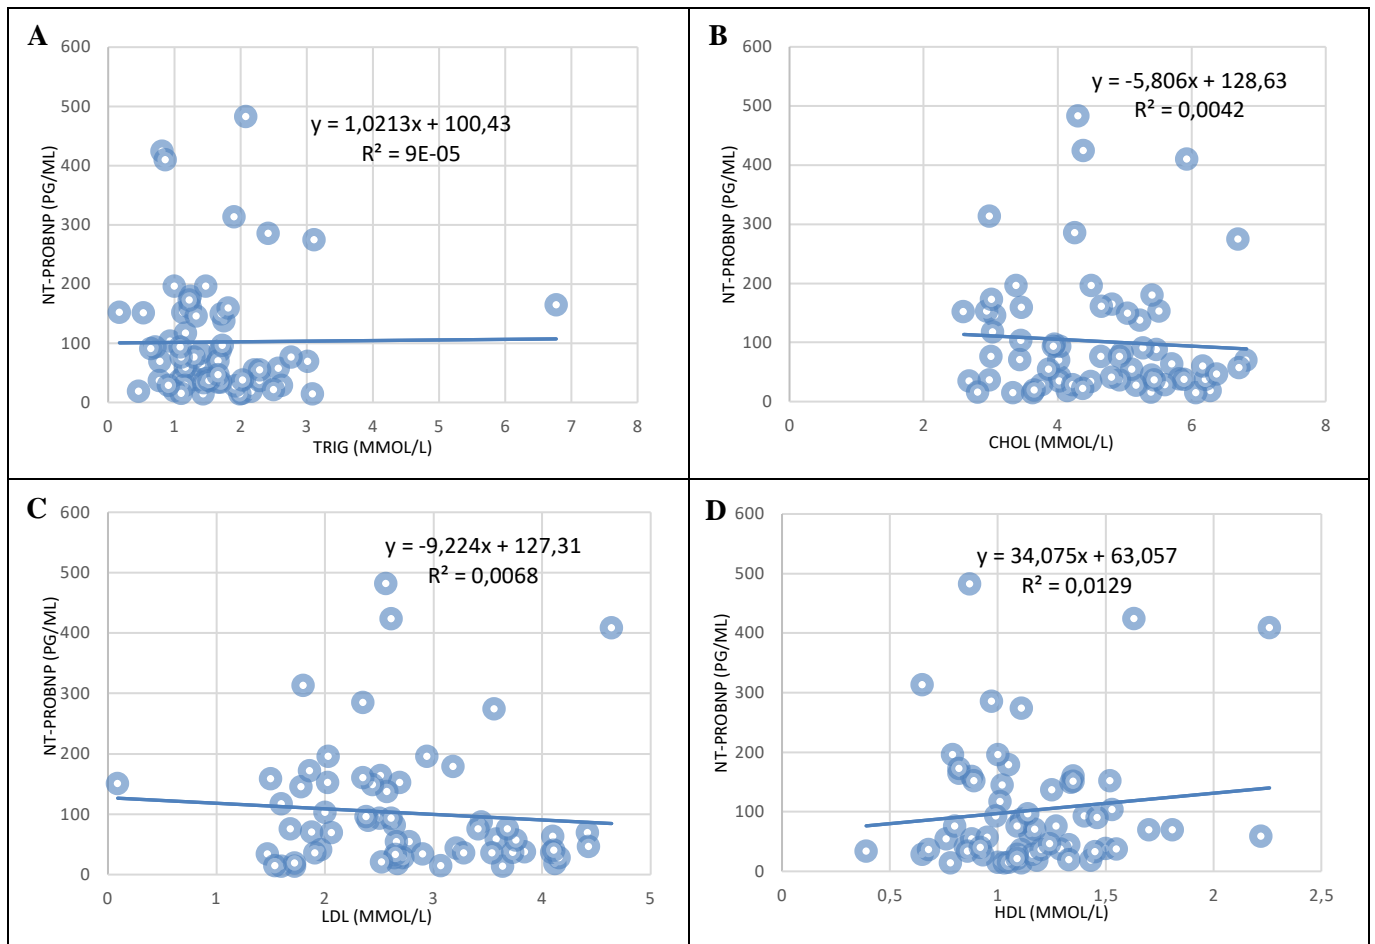 A
600
500
400
300
200
100
0
NT-PROBNP (PG/ML)
y = 1,0213x + 100,43
R² = 9E-05
0 1 2 3 4 5 6 7 8
TRIG (MMOL/L)
B
600
500
400
300
200
100
0
NT-PROBNP (PG/ML)
y = -5,806x + 128,63
R² = 0,0042
0 2 4 6 8
CHOL (MMOL/L)
C
600
500
400
300
200
100
0
NT-PROBNP (PG/ML)
y = -9,224x + 127,31
R² = 0,0068
0 1 2 3 4 5
LDL (MMOL/L)
D
600
500
400
300
200
100
0
NT-PROBNP (PG/ML)
y = 34,075x + 63,057
R² = 0,0129
0 0,5 1 1,5 2 2,5
HDL (MMOL/L)